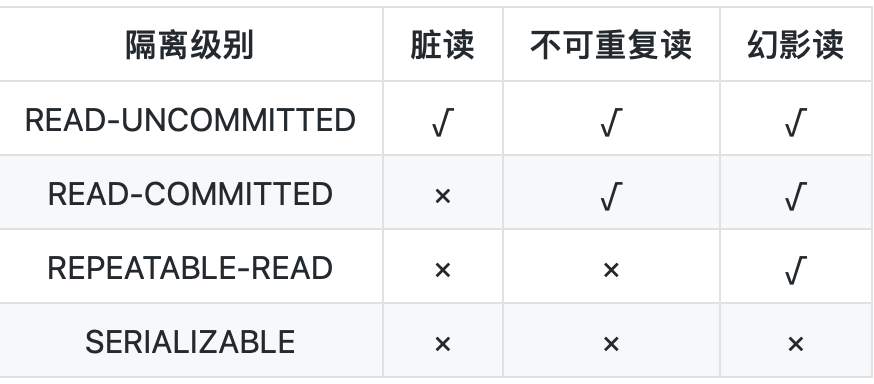 隔离级别 脏读 不可重复读 幻影读
READ-UNCOMMITTED √ √ √
READ-COMMITTED × √ √
REPEATABLE-READ × × √
SERIALIZABLE × × ×